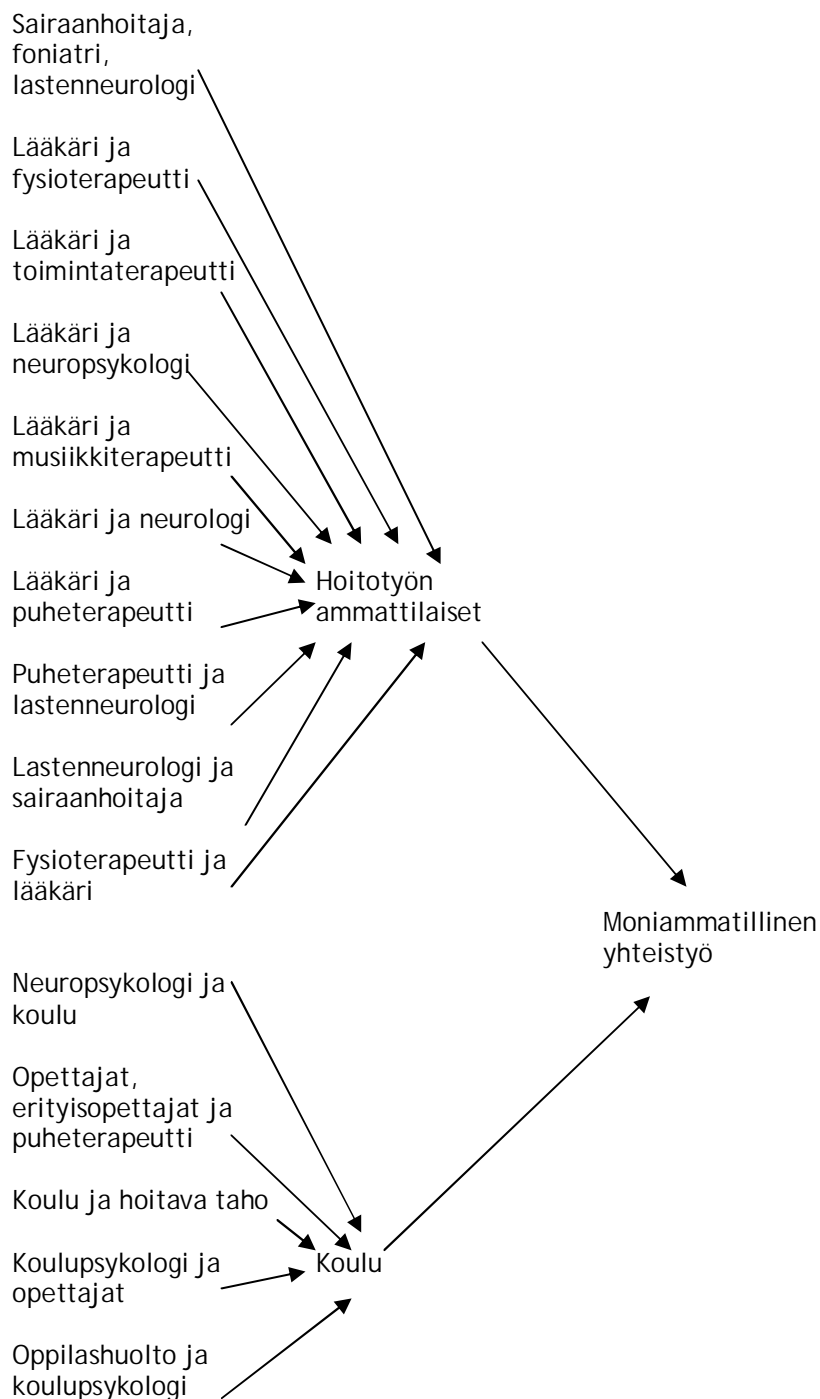 Sairaanhoitaja,
foniatri,
lastenneurologi
Lääkäri ja
fysioterapeutti
Lääkäri ja
toimintaterapeutti
Lääkäri ja
neuropsykologi
Lääkäri ja
musiikkiterapeutti
Lääkäri ja neurologi
Lääkäri ja
puheterapeutti
Puheterapeutti ja
lastenneurologi
Lastenneurologi ja
sairaanhoitaja
Fysioterapeutti ja
lääkäri
Hoitotyön
ammattilaiset
Neuropsykologi ja
koulu
Opettajat,
erityisopettajat ja
puheterapeutti
Koulu ja hoitava taho
Koulupsykologi ja
opettajat
Oppilashuolto ja
koulupsykologi
Koulu
Moniammatillinen
yhteistyö